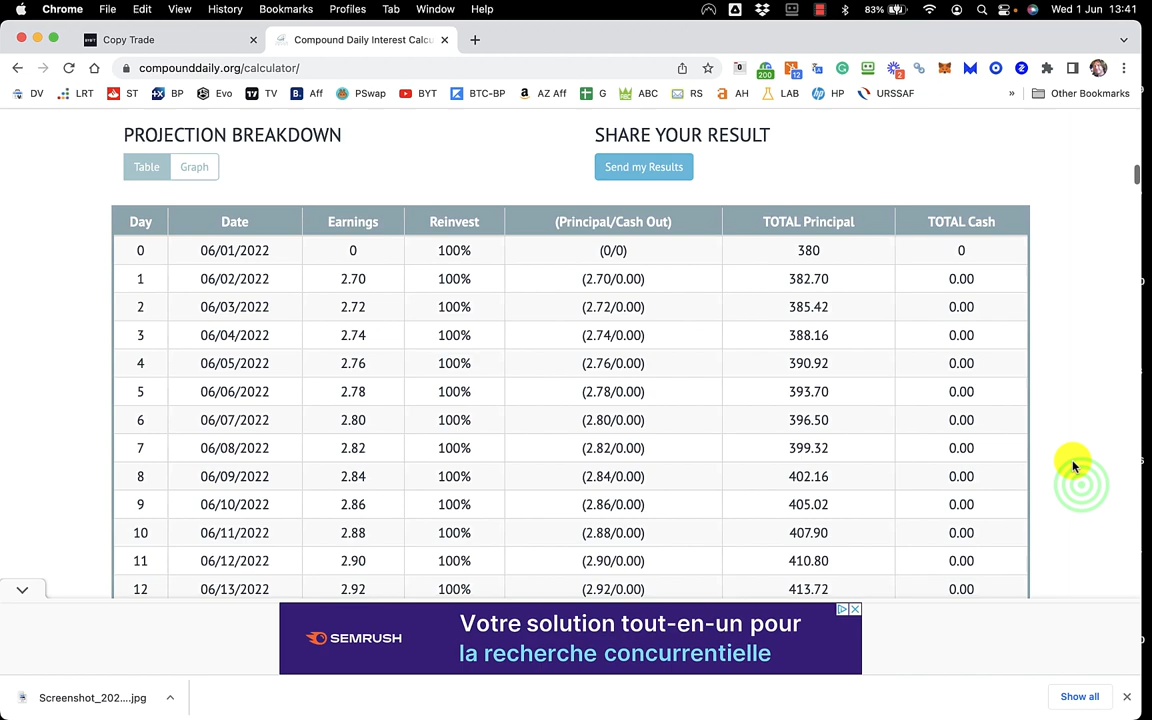 Chrome File Edit View History Bookmarks Profiles Tab Window Help 83% Wed 1 Jun 13:41
BYBIT Copy Trade Compound Daily Interest Calcu
compounddaily.org/calculator/ 200 12 2
DV LRT ST BP Evo TV TV B. Aff PSwap BYT BTC-BP AZ Aff G ABC RS AH LAB HP URSSAF » Other Bookmarks
PROJECTION BREAKDOWN SHARE YOUR RESULT
Table Graph Send my Results
Day Date Earnings Reinvest (Principal/Cash Out) TOTAL Principal TOTAL Cash
0 06/01/2022 0 100% (0/0) 380 0
1 06/02/2022 2.70 100% (2.70/0.00) 382.70 0.00
2 06/03/2022 2.72 100% (2.72/0.00) 385.42 0.00
3 06/04/2022 2.74 100% (2.74/0.00) 388.16 0.00
4 06/05/2022 2.76 100% (2.76/0.00) 390.92 0.00
5 06/06/2022 2.78 100% (2.78/0.00) 393.70 0.00
6 06/07/2022 2.80 100% (2.80/0.00) 396.50 0.00
7 06/08/2022 2.82 100% (2.82/0.00) 399.32 0.00
8 06/09/2022 2.84 100% (2.84/0.00) 402.16 0.00
9 06/10/2022 2.86 100% (2.86/0.00) 405.02 0.00
10 06/11/2022 2.88 100% (2.88/0.00) 407.90 0.00
11 06/12/2022 2.90 100% (2.90/0.00) 410.80 0.00
12 06/13/2022 2.92 100% (2.92/0.00) 413.72 0.00
SEMRUSH
Votre solution tout-en-un pour
la recherche concurrentielle
Screenshot_202....jpg Show all